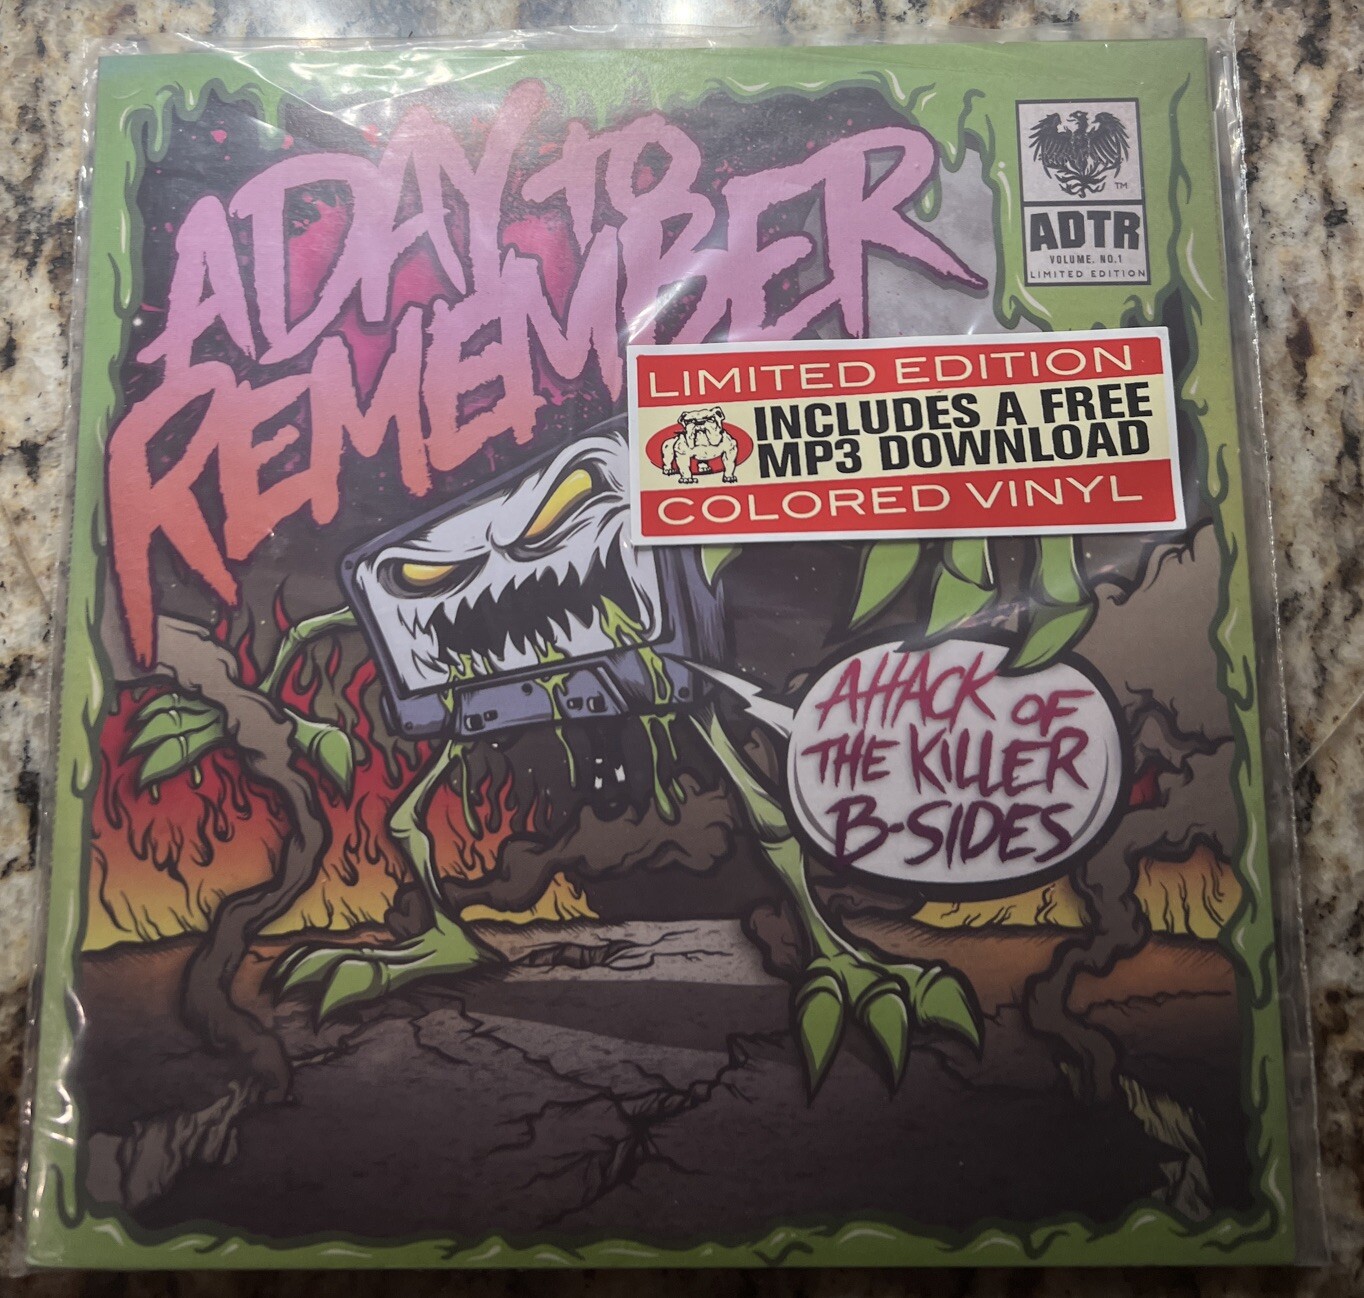 A DAY TO
REMEMBER
TM
ADTR
VOLUME. NO.1
LIMITED EDITION
LIMITED EDITION
INCLUDES A FREE
MP3 DOWNLOAD
COLORED VINYL
ATTACK OF
THE KILLER
B-SIDES